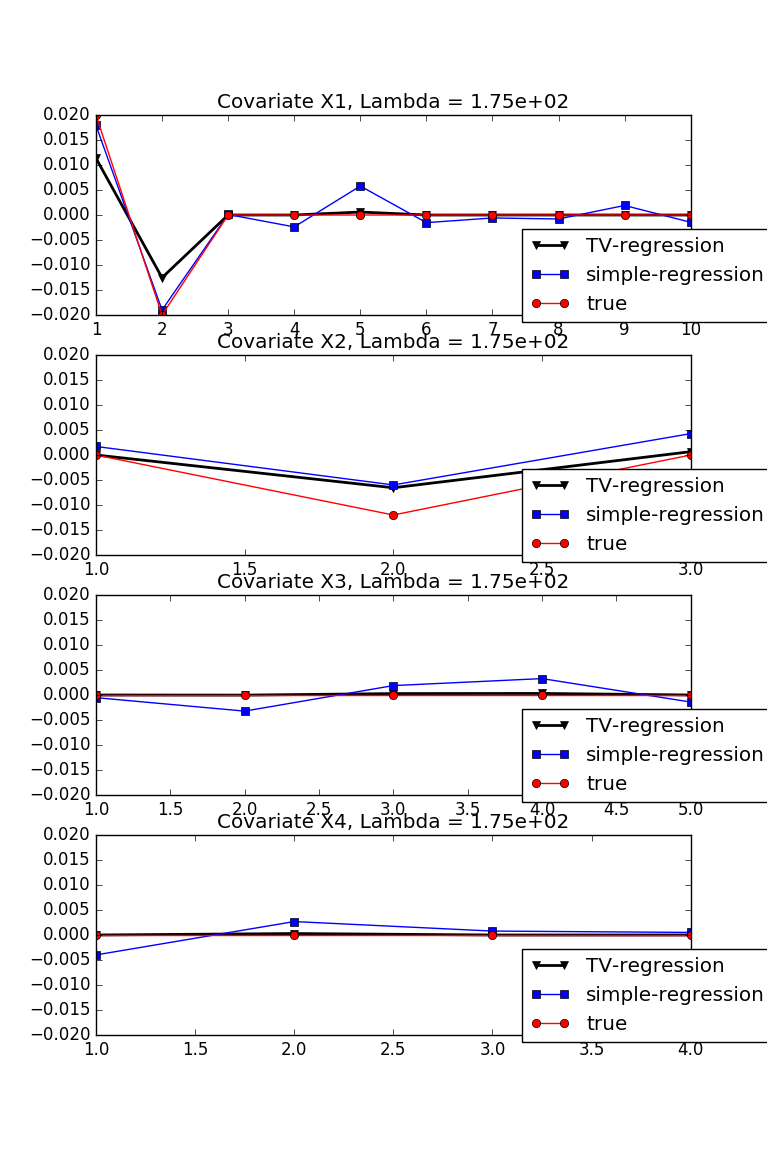 Covariate X1, Lambda = 1.75e+02
0.020
0.015
0.010
0.005
0.000
−0.005
−0.010
−0.015
−0.020
TV-regression
simple-regression
true
1 2 3 4 5 6 7 8 9 10
Covariate X2, Lambda = 1.75e+02
0.020
0.015
0.010
0.005
0.000
−0.005
−0.010
−0.015
−0.020
TV-regression
simple-regression
true
1.0 1.5 2.0 2.5 3.0
Covariate X3, Lambda = 1.75e+02
0.020
0.015
0.010
0.005
0.000
−0.005
−0.010
−0.015
−0.020
TV-regression
simple-regression
true
1.0 1.5 2.0 2.5 3.0 3.5 4.0 4.5 5.0
Covariate X4, Lambda = 1.75e+02
0.020
0.015
0.010
0.005
0.000
−0.005
−0.010
−0.015
−0.020
TV-regression
simple-regression
true
1.0 1.5 2.0 2.5 3.0 3.5 4.0